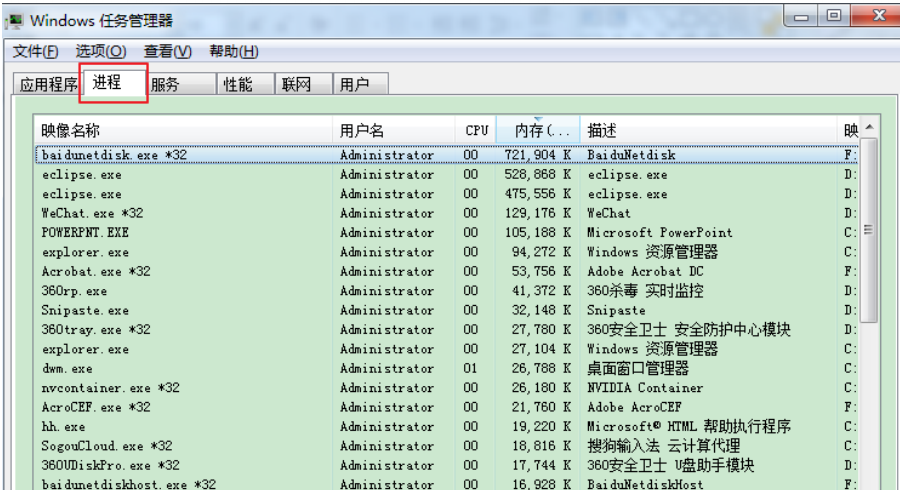 Windows 任务管理器
文件(F) 选项(O) 查看(V) 帮助(H)
应用程序 进程 服务 性能 联网 用户
映像名称 用户名 CPU 内存(... 描述 映
baidunetdisk.exe *32 Administrator 00 721,904 K BaiduNetdisk F:
eclipse.exe Administrator 00 528,868 K eclipse.exe D:
eclipse.exe Administrator 00 475,556 K eclipse.exe D:
WeChat.exe *32 Administrator 00 129,176 K WeChat D:
POWERPNT.EXE Administrator 00 105,188 K Microsoft PowerPoint C:
explorer.exe Administrator 00 94,272 K Windows 资源管理器 C:
Acrobat.exe *32 Administrator 00 53,756 K Adobe Acrobat DC F:
360rp.exe Administrator 00 41,372 K 360杀毒 实时监控 D:
Snipaste.exe Administrator 00 32,148 K Snipaste D:
360tray.exe *32 Administrator 00 27,780 K 360安全卫士 安全防护中心模块 D:
explorer.exe Administrator 00 27,104 K Windows 资源管理器 C:
dwm.exe Administrator 01 26,788 K 桌面窗口管理器 C:
nvcontainer.exe *32 Administrator 00 26,180 K NVIDIA Container C:
AcroCEF.exe *32 Administrator 00 21,760 K Adobe AcroCEF F:
hh.exe Administrator 00 19,220 K Microsoft® HTML 帮助执行程序 C:
SogouCloud.exe *32 Administrator 00 18,816 K 搜狗输入法 云计算代理 C:
360UDiskPro.exe *32 Administrator 00 17,744 K 360安全卫士 U盘助手模块 D:
baidunetdiskhost.exe *32 Administrator 00 16,928 K BaiduNetdiskHost F: